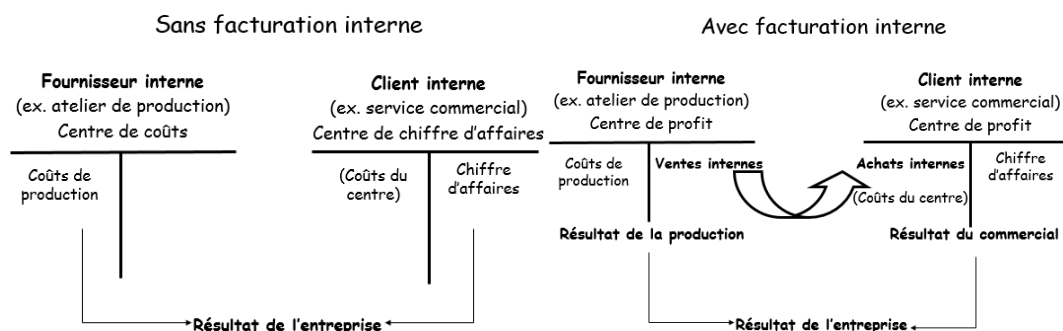 Sans facturation interne
Fournisseur interne
(ex. atelier de production)
Centre de coûts
Coûts de
production
Client interne
(ex. service commercial)
Centre de chiffre d'affaires
(Coûts du
centre)
Chiffre
d'affaires
Résultat de l'entreprise
Avec facturation interne
Fournisseur interne
(ex. atelier de production)
Centre de profit
Coûts de
production
Ventes internes
Résultat de la production
Client interne
(ex. service commercial)
Centre de profit
Achats internes
(Coûts du centre)
Chiffre
d'affaires
Résultat du commercial
Résultat de l'entreprise